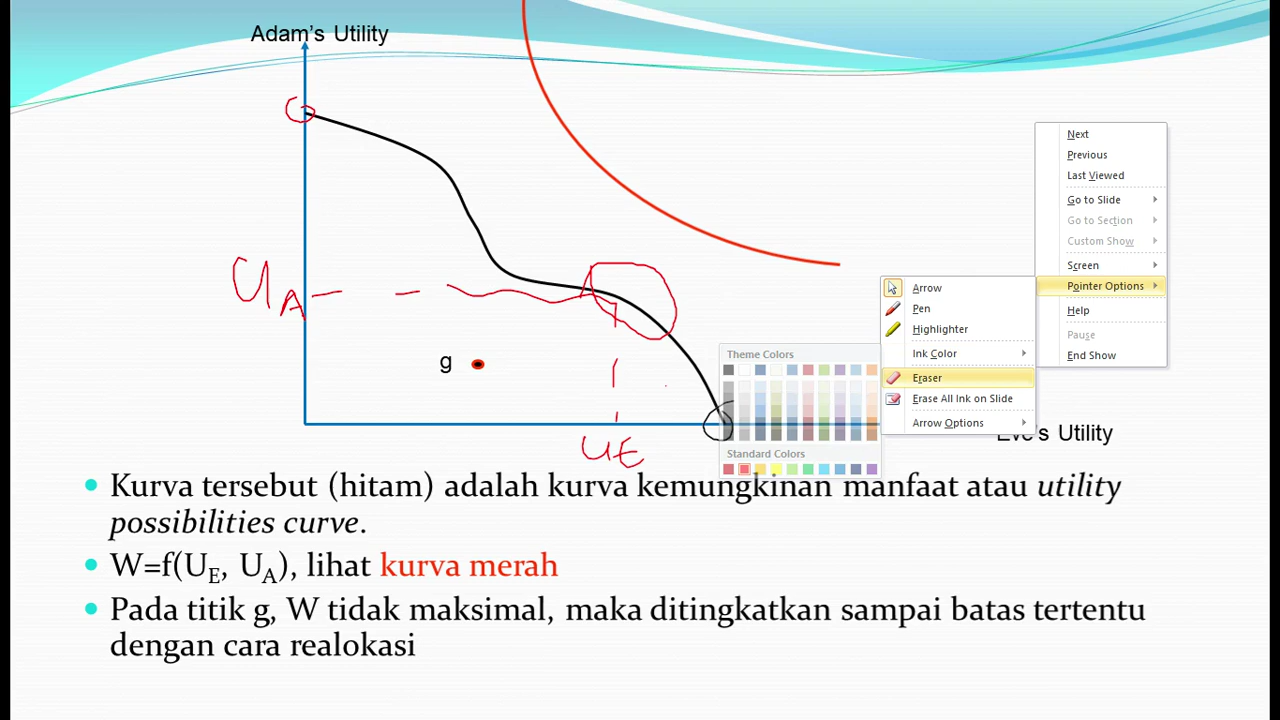 Adam's Utility
Next
Previous
Last Viewed
Go to Slide
Go to Section
Custom Show
Screen
Pointer Options
Help
Pause
End Show
Arrow
Pen
Highlighter
Ink Color
Eraser
Erase All Ink on Slide
Arrow Options
Theme Colors
Standard Colors
UA
g
UE
Eve's Utility
• Kurva tersebut (hitam) adalah kurva kemungkinan manfaat atau utility
possibilities curve.
• W=f(UE, UA), lihat kurva merah
• Pada titik g, W tidak maksimal, maka ditingkatkan sampai batas tertentu
dengan cara realokasi